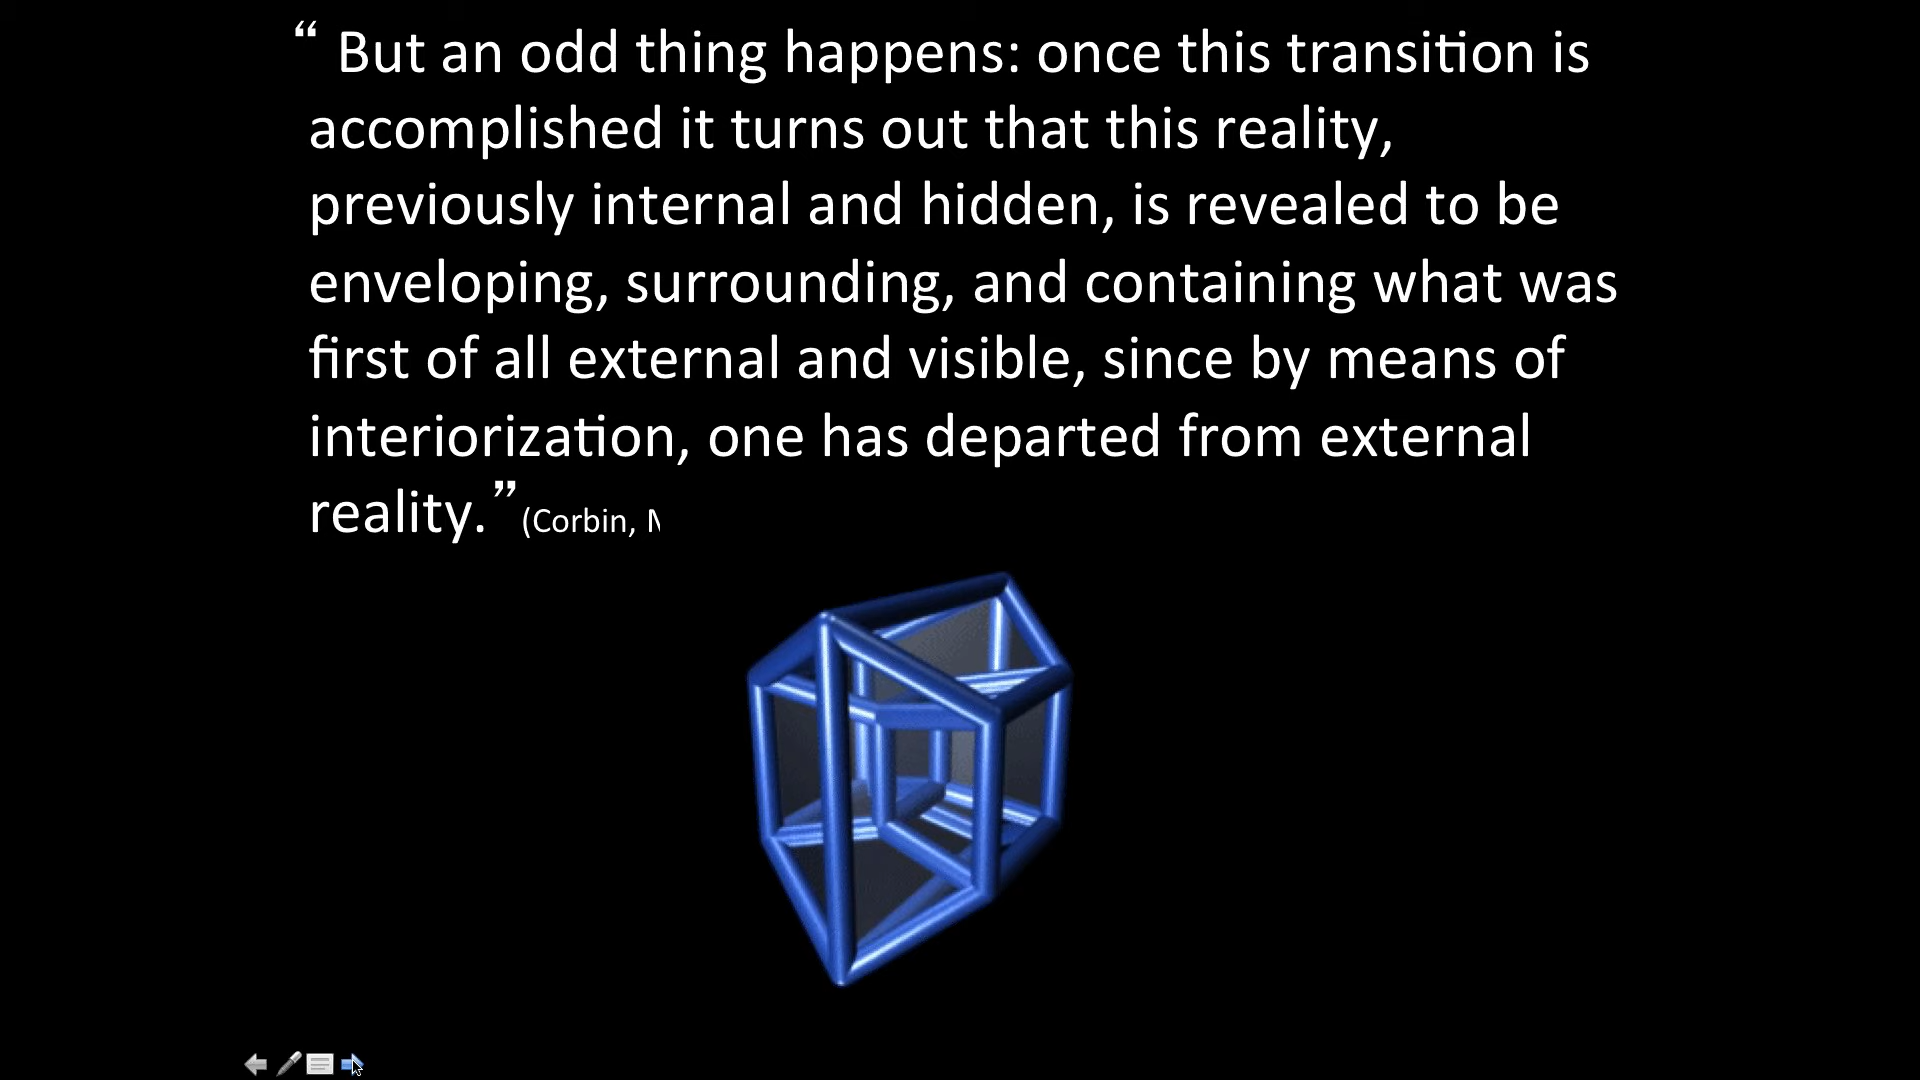 “ But an odd thing happens: once this transition is
accomplished it turns out that this reality,
previously internal and hidden, is revealed to be
enveloping, surrounding, and containing what was
first of all external and visible, since by means of
interiorization, one has departed from external
reality.” (Corbin,